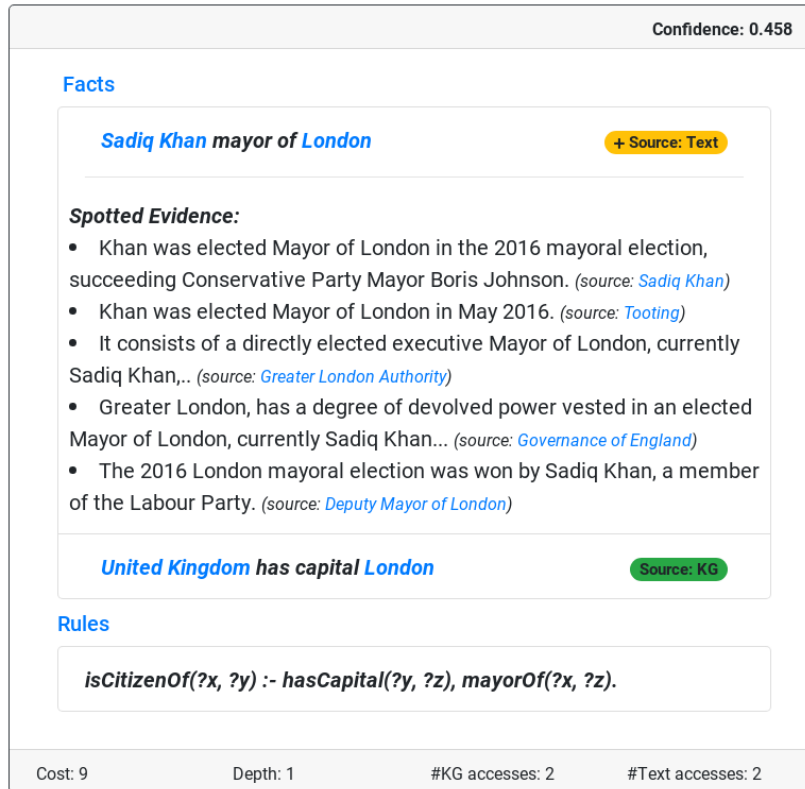 Confidence: 0.458
Facts
Sadiq Khan mayor of London
+ Source: Text
Spotted Evidence:
• Khan was elected Mayor of London in the 2016 mayoral election,
succeeding Conservative Party Mayor Boris Johnson. (source: Sadiq Khan)
• Khan was elected Mayor of London in May 2016. (source: Tooting)
• It consists of a directly elected executive Mayor of London, currently
Sadiq Khan,.. (source: Greater London Authority)
• Greater London, has a degree of devolved power vested in an elected
Mayor of London, currently Sadiq Khan... (source: Governance of England)
• The 2016 London mayoral election was won by Sadiq Khan, a member
of the Labour Party. (source: Deputy Mayor of London)
United Kingdom has capital London
Source: KG
Rules
isCitizenOf(?x, ?y) :- hasCapital(?y, ?z), mayorOf(?x, ?z).
Cost: 9
Depth: 1
#KG accesses: 2
#Text accesses: 2